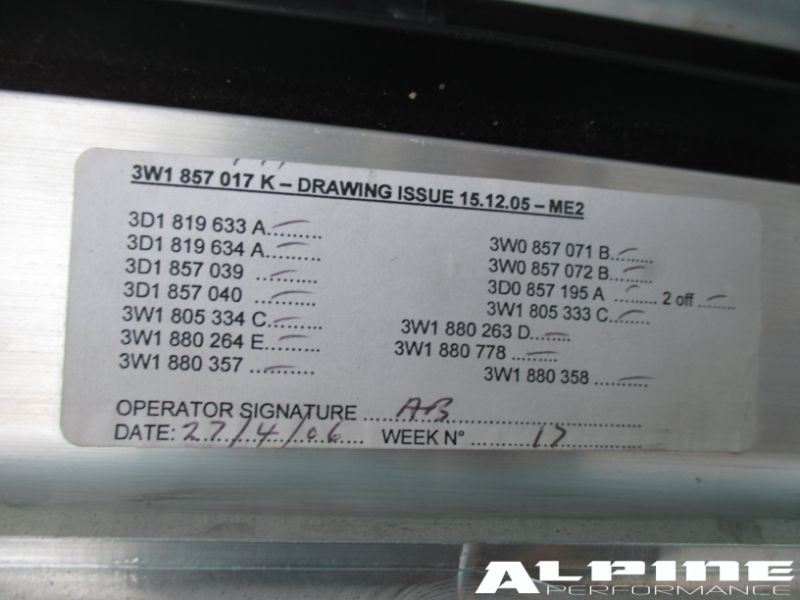 3W1 857 017 K – DRAWING ISSUE 15.12.05 – ME2
3D1 819 633 A.........
3D1 819 634 A.........
3D1 857 039 .........
3D1 857 040 .........
3W1 805 334 C.........
3W1 880 264 E.........
3W1 880 357 .........
3W0 857 071 B.........
3W0 857 072 B.........
3D0 857 195 A ......... 2 off .........
3W1 805 333 C.........
3W1 880 263 D.........
3W1 880 778 .........
3W1 880 358 .........
OPERATOR SIGNATURE ......AB......
DATE: 27/4/06 WEEK N° ......17......
ALPINE
PERFORMANCE